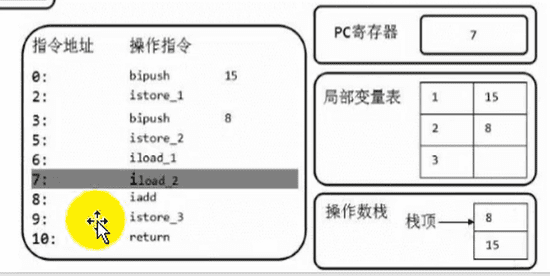 指令地址 操作指令
0: bipush 15
2: istore_1
3: bipush 8
5: istore_2
6: iload_1
7: iload_2
8: iadd
9: istore_3
10: return
PC寄存器 7
局部变量表
1 15
2 8
3
操作数栈 栈顶
8
15